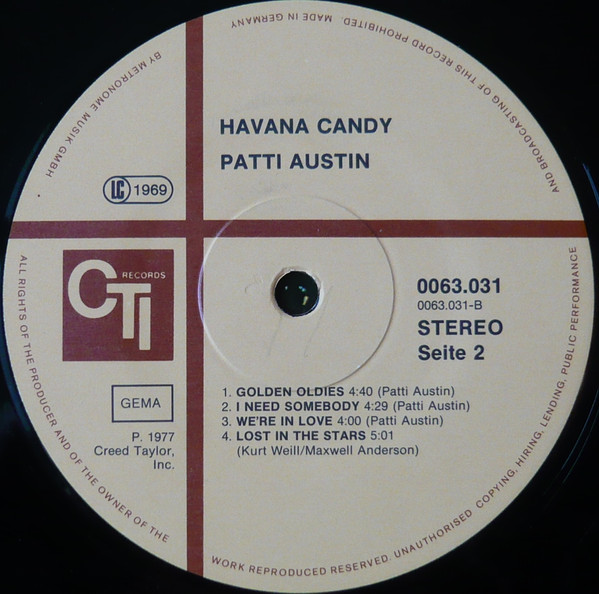 HAVANA CANDY
PATTI AUSTIN
LC 1969
CTI RECORDS
0063.031
0063.031-B
STEREO
Seite 2
GEMA
P. 1977
Creed Taylor,
Inc.
1. GOLDEN OLDIES 4:40 (Patti Austin)
2. I NEED SOMEBODY 4:29 (Patti Austin)
3. WE'RE IN LOVE 4:00 (Patti Austin)
4. LOST IN THE STARS 5:01
(Kurt Weill/Maxwell Anderson)
ALL RIGHTS OF THE PRODUCER AND OF THE OWNER OF THE WORK REPRODUCED RESERVED. UNAUTHORISED COPYING, HIRING, LENDING, PUBLIC PERFORMANCE AND BROADCASTING OF THIS RECORD PROHIBITED. MADE IN GERMANY BY METRONOME MUSIK GMBH